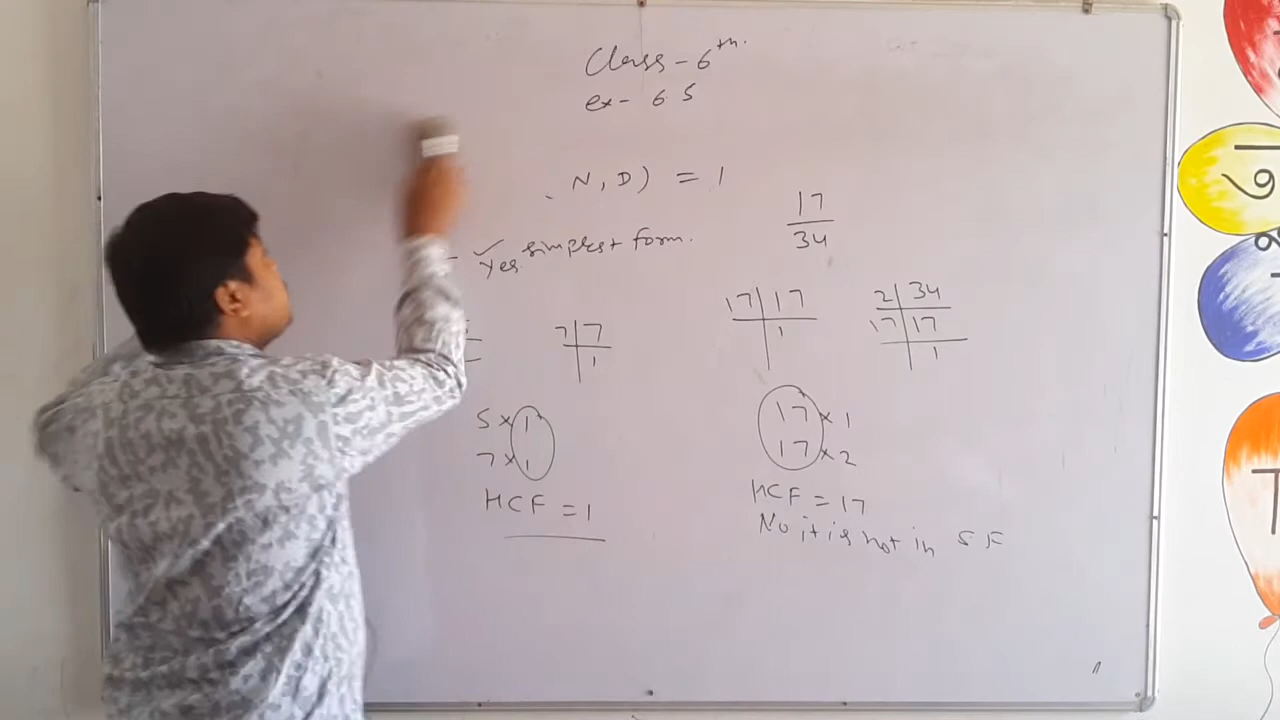 Class - 6th.
ex - 6.5
N, D) = 1
17
34
- ✓ Yes. simplest form.
7 | 7
1
17 | 17
1
2 | 34
17 | 17
1
5 × 1
7 × 1
HCF = 1
17 × 1
17 × 2
HCF = 17
No it is not in S F